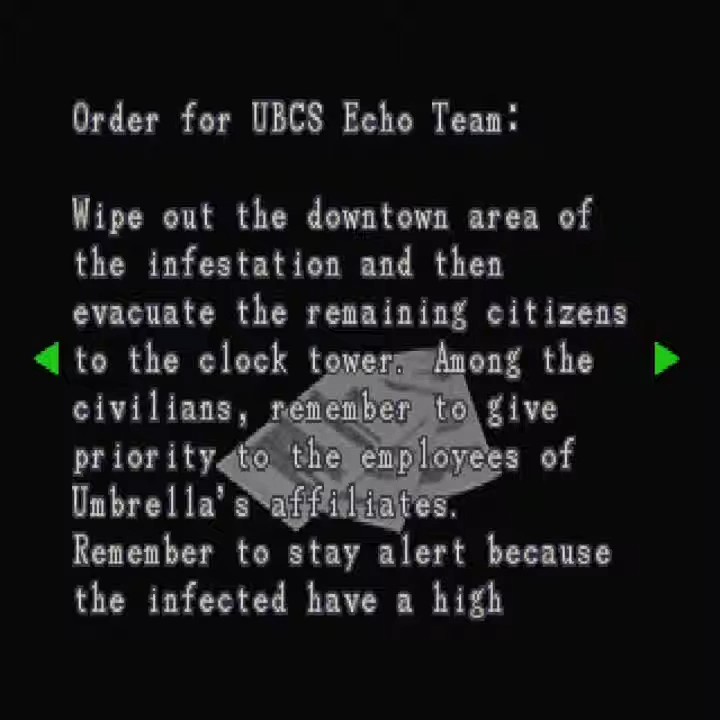 Order for UBCS Echo Team:
Wipe out the downtown area of
the infestation and then
evacuate the remaining citizens
to the clock tower. Among the
civilians, remember to give
priority to the employees of
Umbrella's affiliates.
Remember to stay alert because
the infected have a high